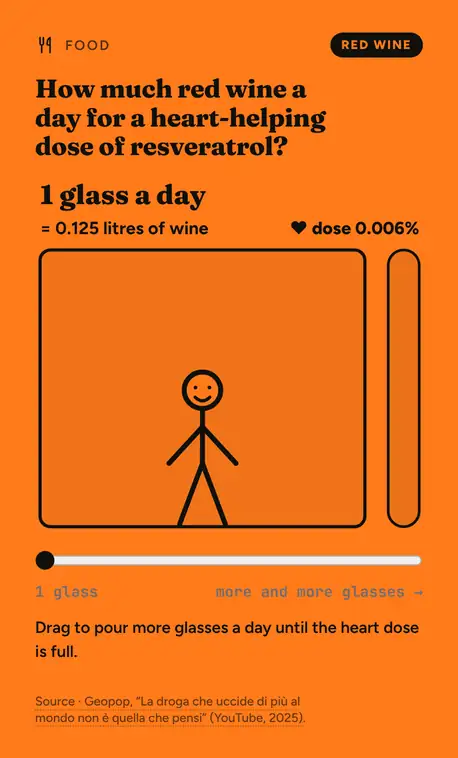 FOOD
RED WINE
How much red wine a
day for a heart-helping
dose of resveratrol?
1 glass a day
= 0.125 litres of wine
♥ dose 0.006%
1 glass
more and more glasses →
Drag to pour more glasses a day until the heart dose
is full.
Source · Geopop, “La droga che uccide di più al
mondo non è quella che pensi” (YouTube, 2025).